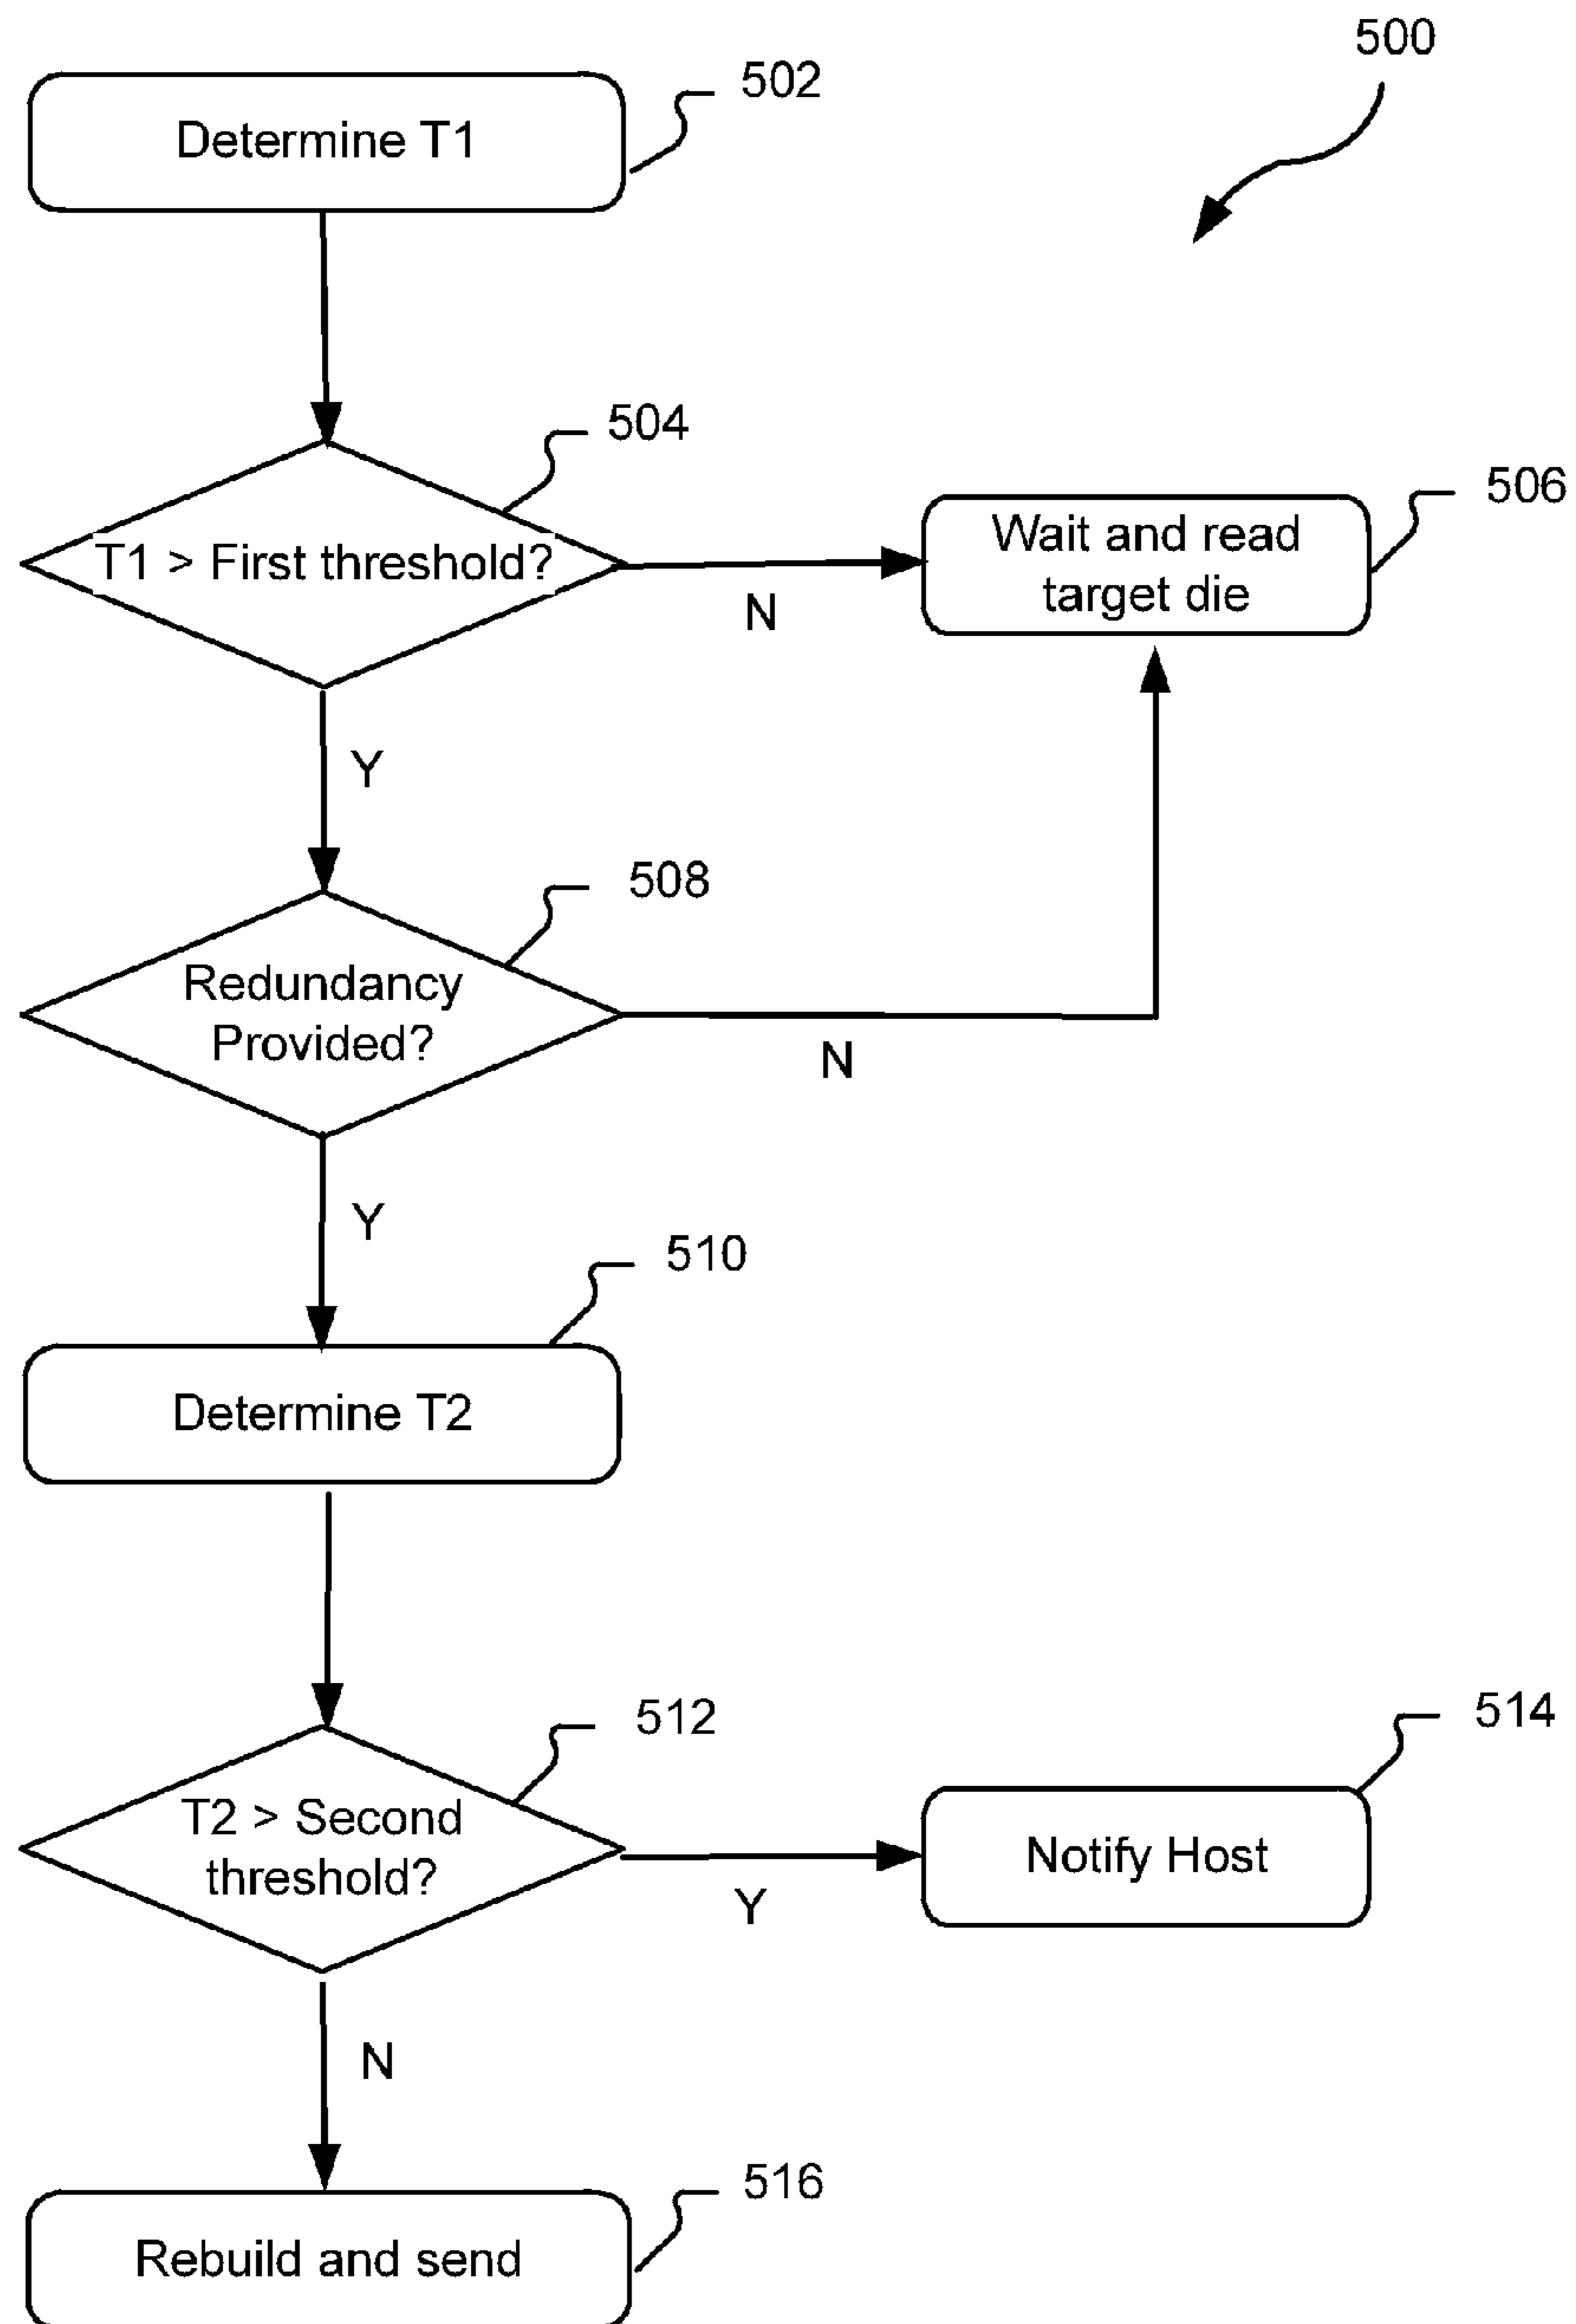 500
502
Determine T1
504
T1 > First threshold?
506
Wait and read
target die
N
Y
508
Redundancy
Provided?
N
Y
510
Determine T2
512
T2 > Second
threshold?
514
Notify Host
Y
N
516
Rebuild and send